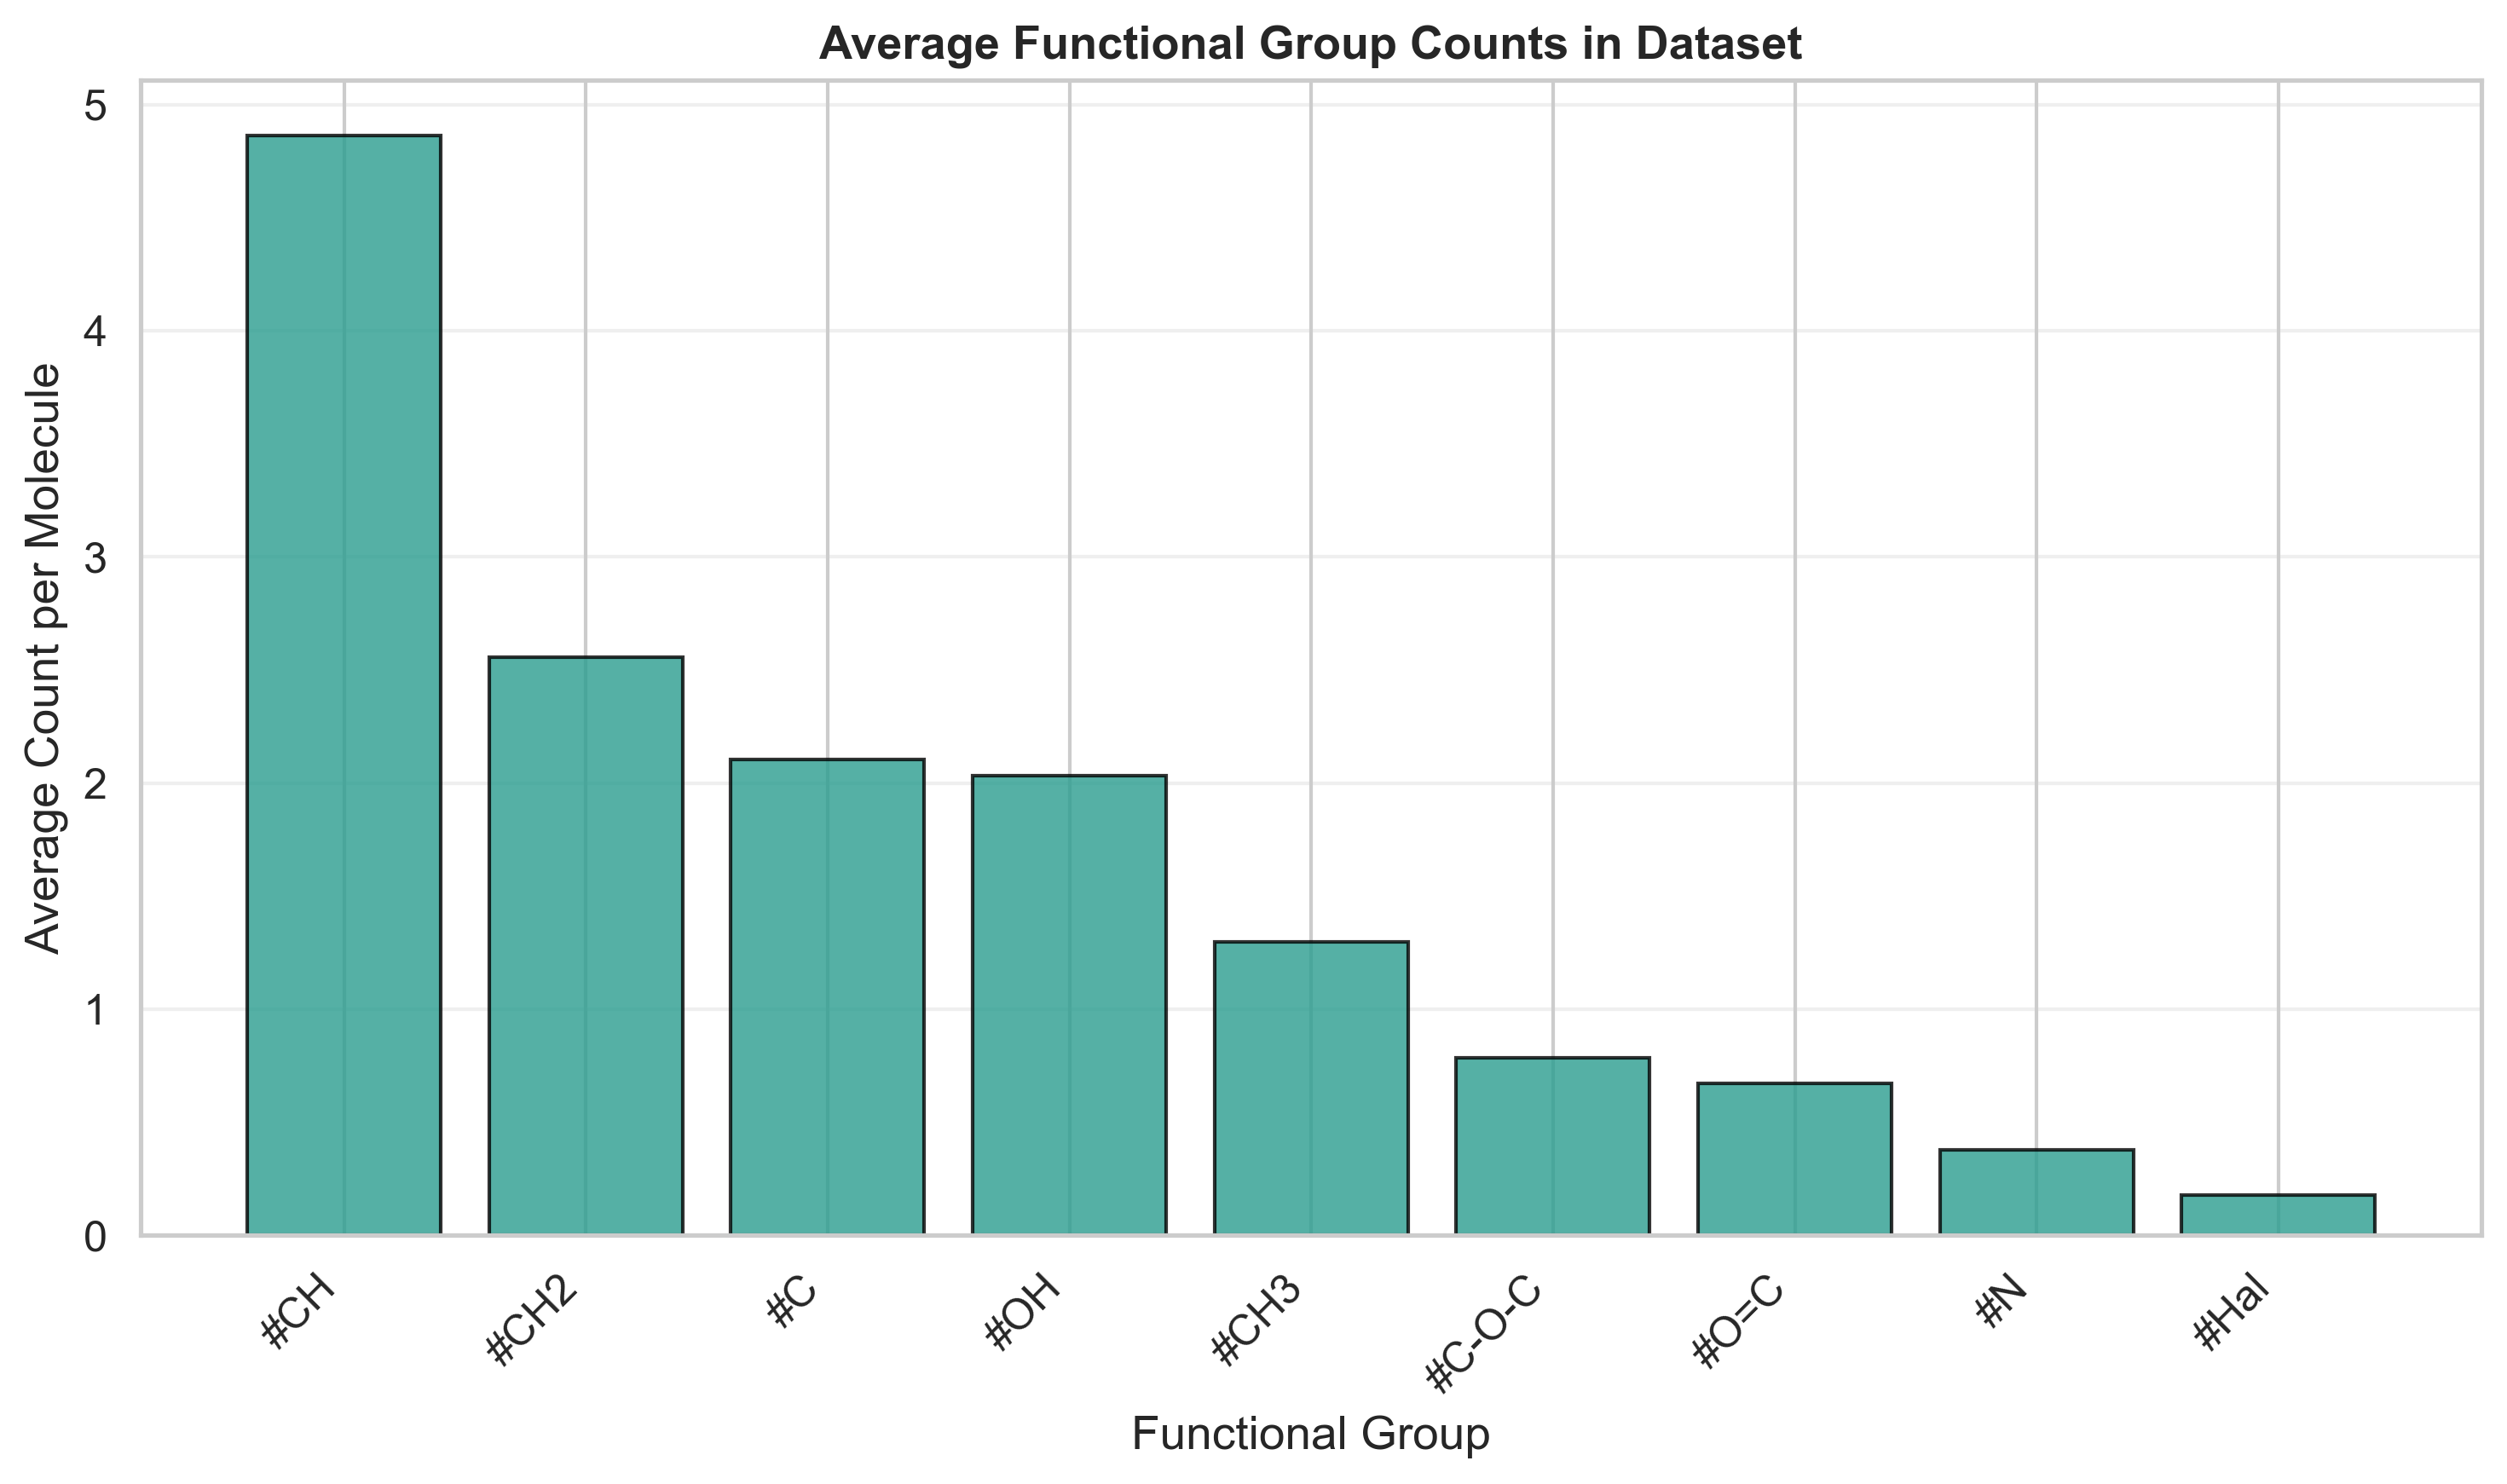 Average Functional Group Counts in Dataset
Average Count per Molecule
5
4
3
2
1
0
#CH
#CH2
#C
#OH
#CH3
#C-O-C
#O=C
#N
#Hal
Functional Group